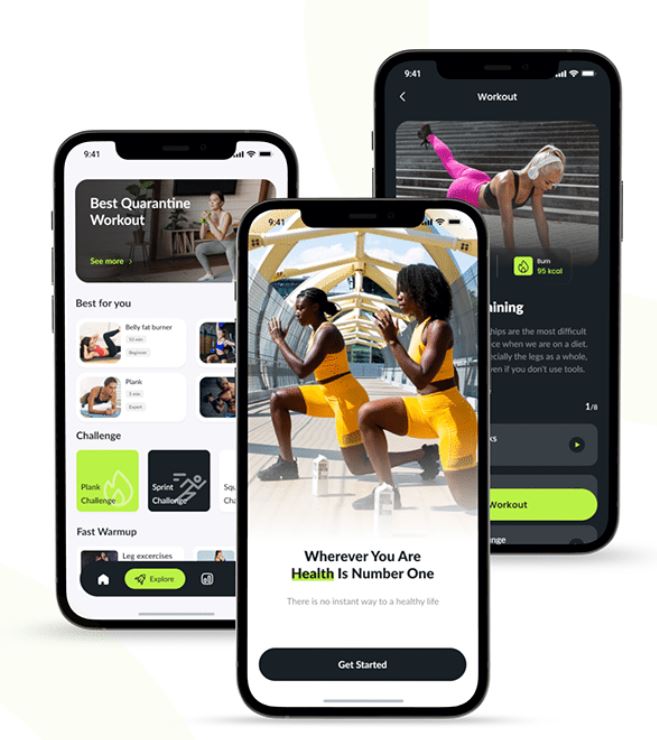 9:41
Best Quarantine
Workout
See more ›
Best for you
Belly fat burner
10 min
Beginner
Plank
5 min
Expert
Challenge
Plank
Challenge
Sprint
Challenge
Fast Warmup
Leg excercises
Explore
9:41
Wherever You Are
Health Is Number One
There is no instant way to a healthy life
Get Started
9:41
Workout
Burn
95 kcal
aining
hips are the most difficult
ce when we are on a diet.
ecially the legs as a whole,
ven if you don't use tools.
1/8
ks
Workout
nge